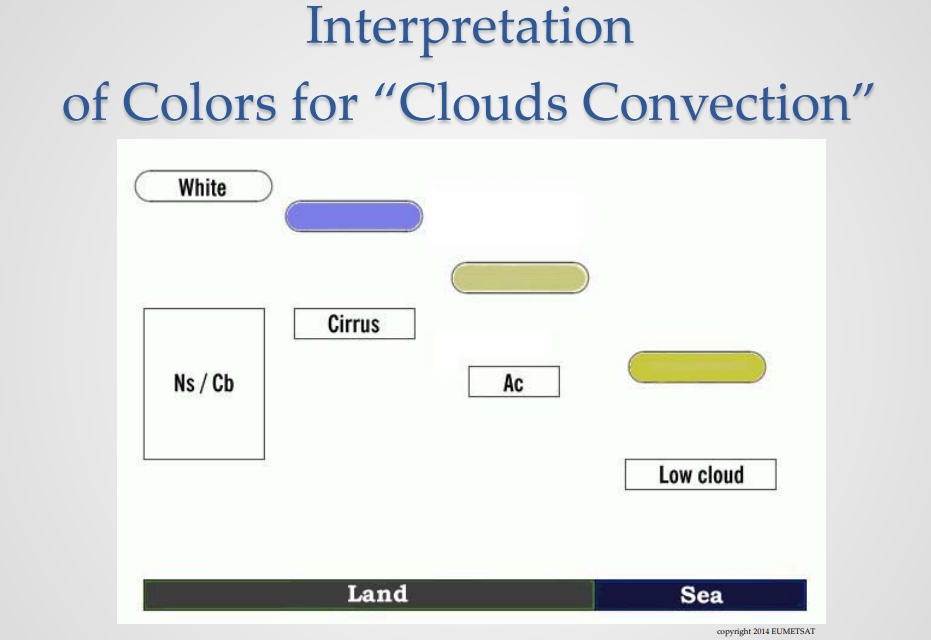 Interpretation
of Colors for “Clouds Convection”
White
Cirrus
Ns / Cb
Ac
Low cloud
Land
Sea
copyright 2014 EUMETSAT